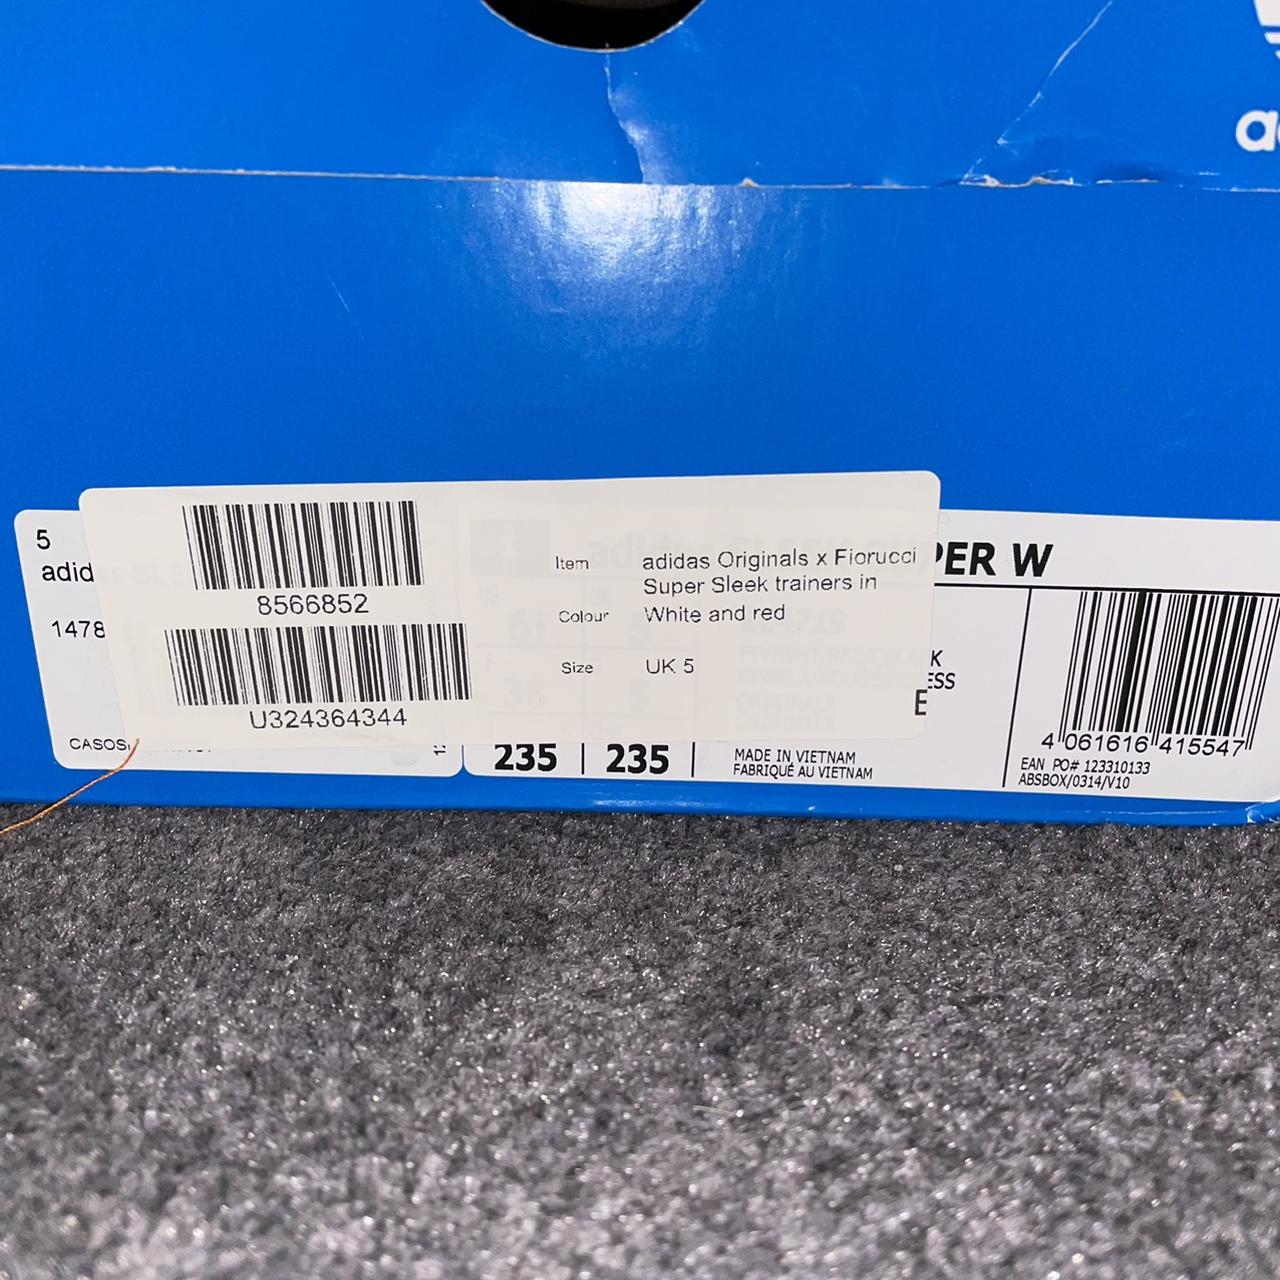 5
adid
1478
8566852
U324364344
Item adidas Originals x Fiorucci
Super Sleek trainers in
Colour White and red
Size UK 5
PER W
K
ESS
E
235 235
MADE IN VIETNAM
FABRIQUÉ AU VIETNAM
4 061616 415547
EAN PO# 123310133
ABSBOX/0314/V10